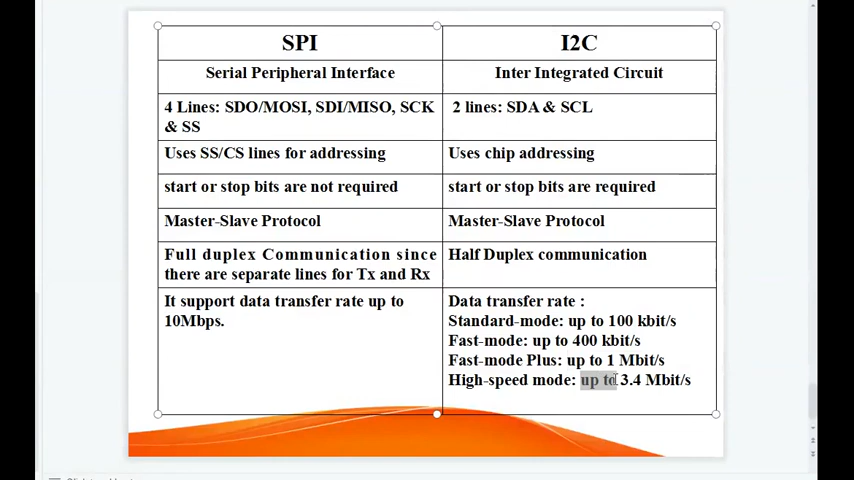 SPI
I2C
Serial Peripheral Interface
Inter Integrated Circuit
4 Lines: SDO/MOSI, SDI/MISO, SCK
& SS
2 lines: SDA & SCL
Uses SS/CS lines for addressing
Uses chip addressing
start or stop bits are not required
start or stop bits are required
Master-Slave Protocol
Master-Slave Protocol
Full duplex Communication since
there are separate lines for Tx and Rx
Half Duplex communication
It support data transfer rate up to
10Mbps.
Data transfer rate :
Standard-mode: up to 100 kbit/s
Fast-mode: up to 400 kbit/s
Fast-mode Plus: up to 1 Mbit/s
High-speed mode: up to 3.4 Mbit/s